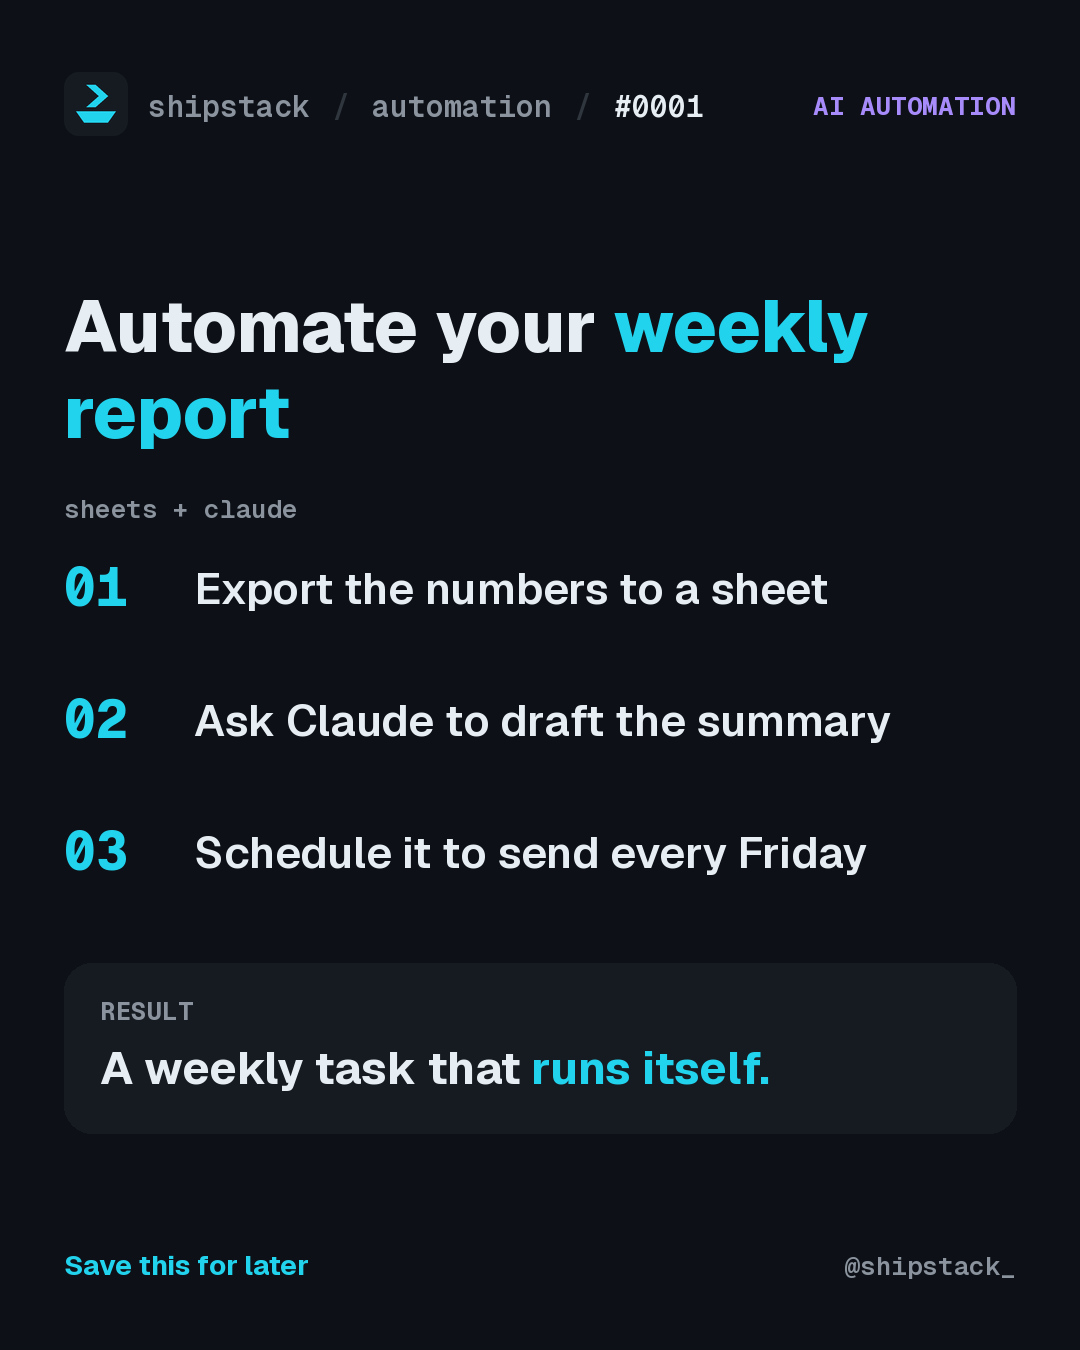 shipstack / automation / #0001
AI AUTOMATION
Automate your weekly
report
sheets + claude
01 Export the numbers to a sheet
02 Ask Claude to draft the summary
03 Schedule it to send every Friday
RESULT
A weekly task that runs itself.
Save this for later
@shipstack_